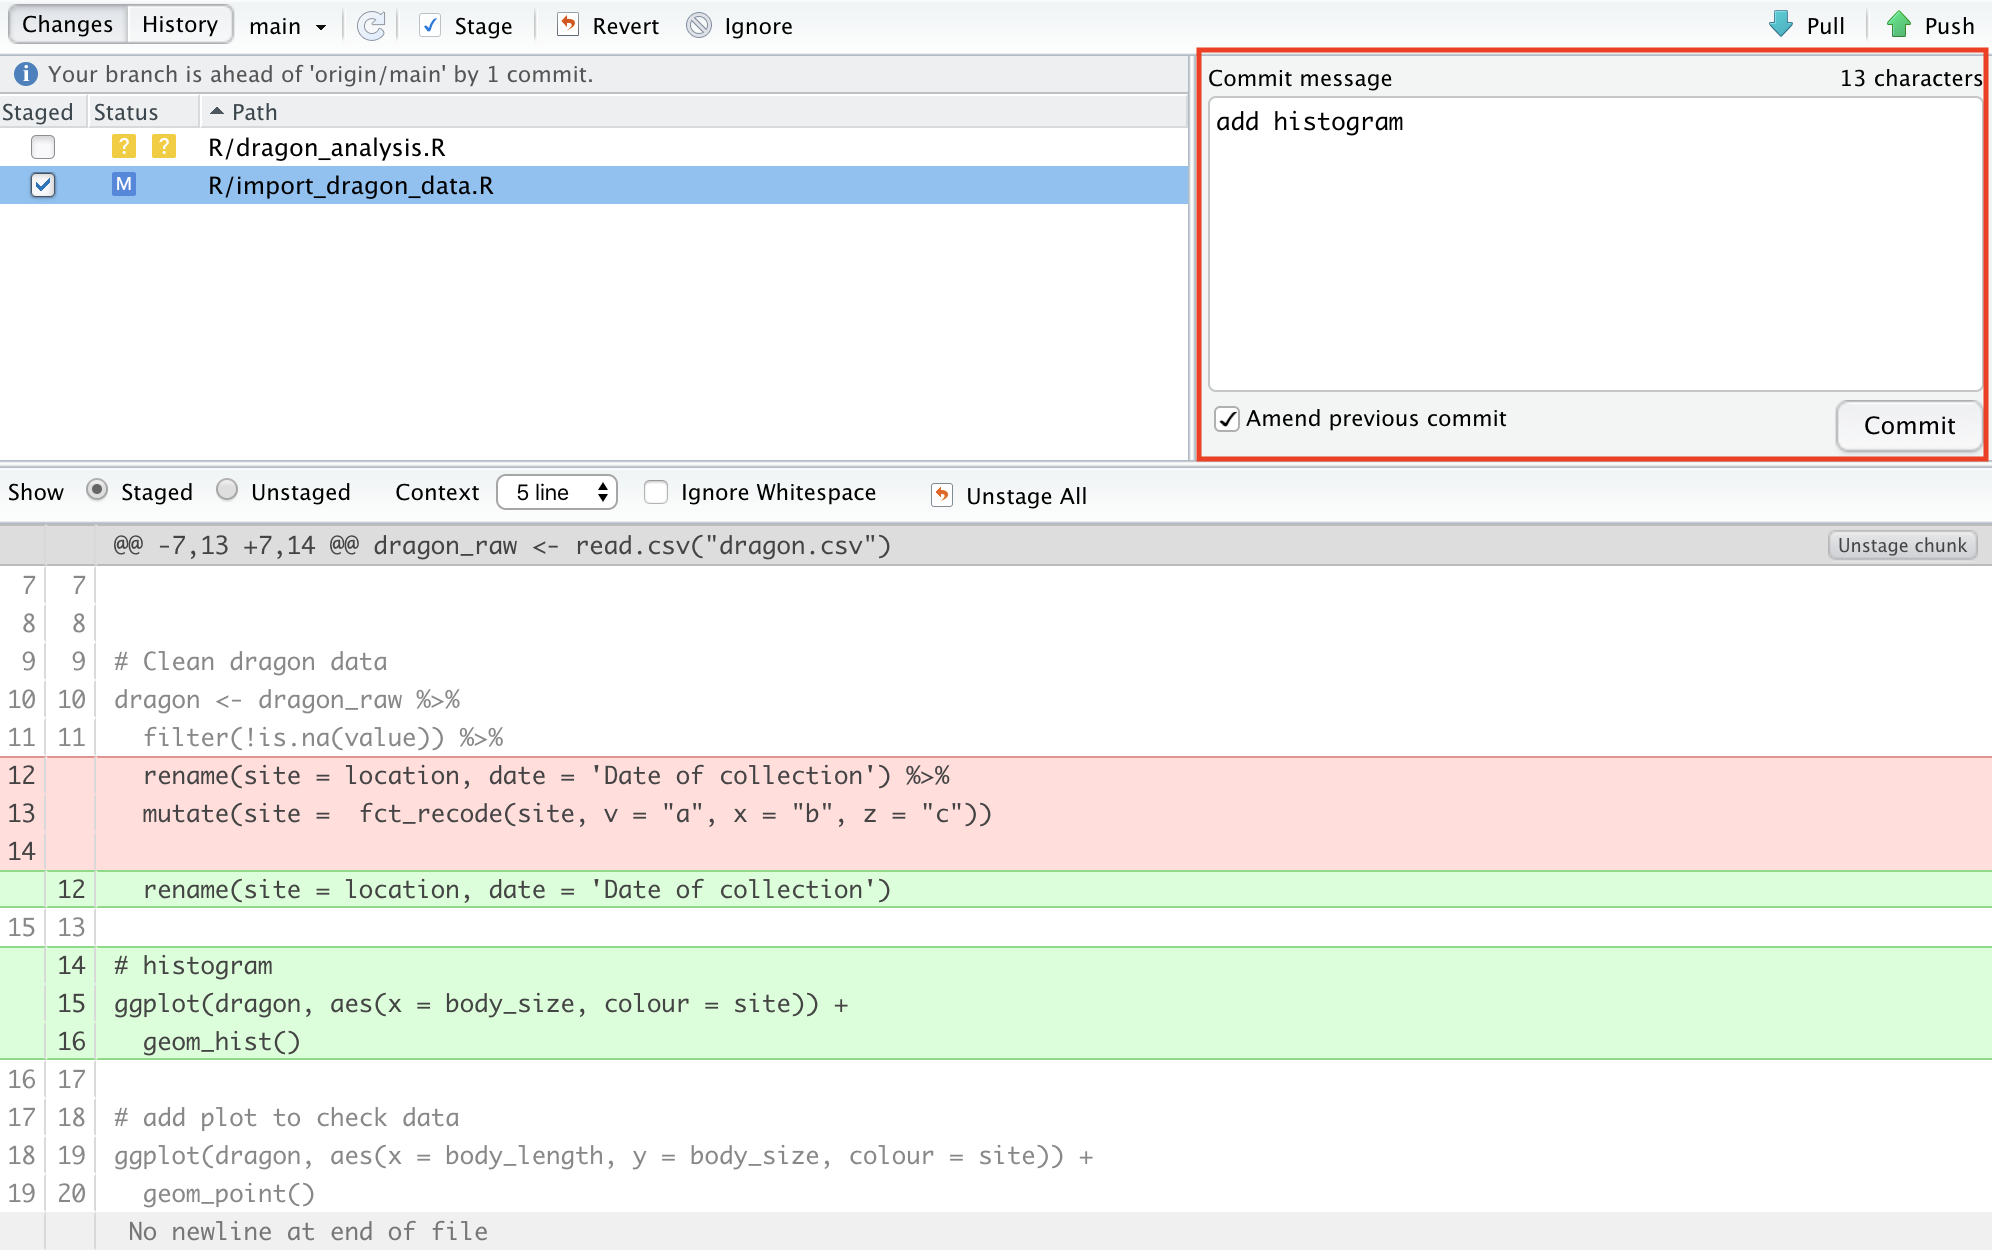 Changes History main Stage Revert Ignore Pull Push
Your branch is ahead of 'origin/main' by 1 commit.
Staged Status Path
? ? R/dragon_analysis.R
M R/import_dragon_data.R
Commit message 13 characters
add histogram
Amend previous commit Commit
Show Staged Unstaged Context 5 line Ignore Whitespace Unstage All
@@ -7,13 +7,14 @@ dragon_raw <- read.csv("dragon.csv") Unstage chunk
7 7
8 8
9 9 # Clean dragon data
10 10 dragon <- dragon_raw %>%
11 11 filter(!is.na(value)) %>%
12 rename(site = location, date = 'Date of collection') %>%
13 mutate(site =  fct_recode(site, v = "a", x = "b", z = "c"))
14
12 rename(site = location, date = 'Date of collection')
15 13
14 # histogram
15 ggplot(dragon, aes(x = body_size, colour = site)) +
16 geom_hist()
16 17
17 18 # add plot to check data
18 19 ggplot(dragon, aes(x = body_length, y = body_size, colour = site)) +
19 20 geom_point()
No newline at end of file